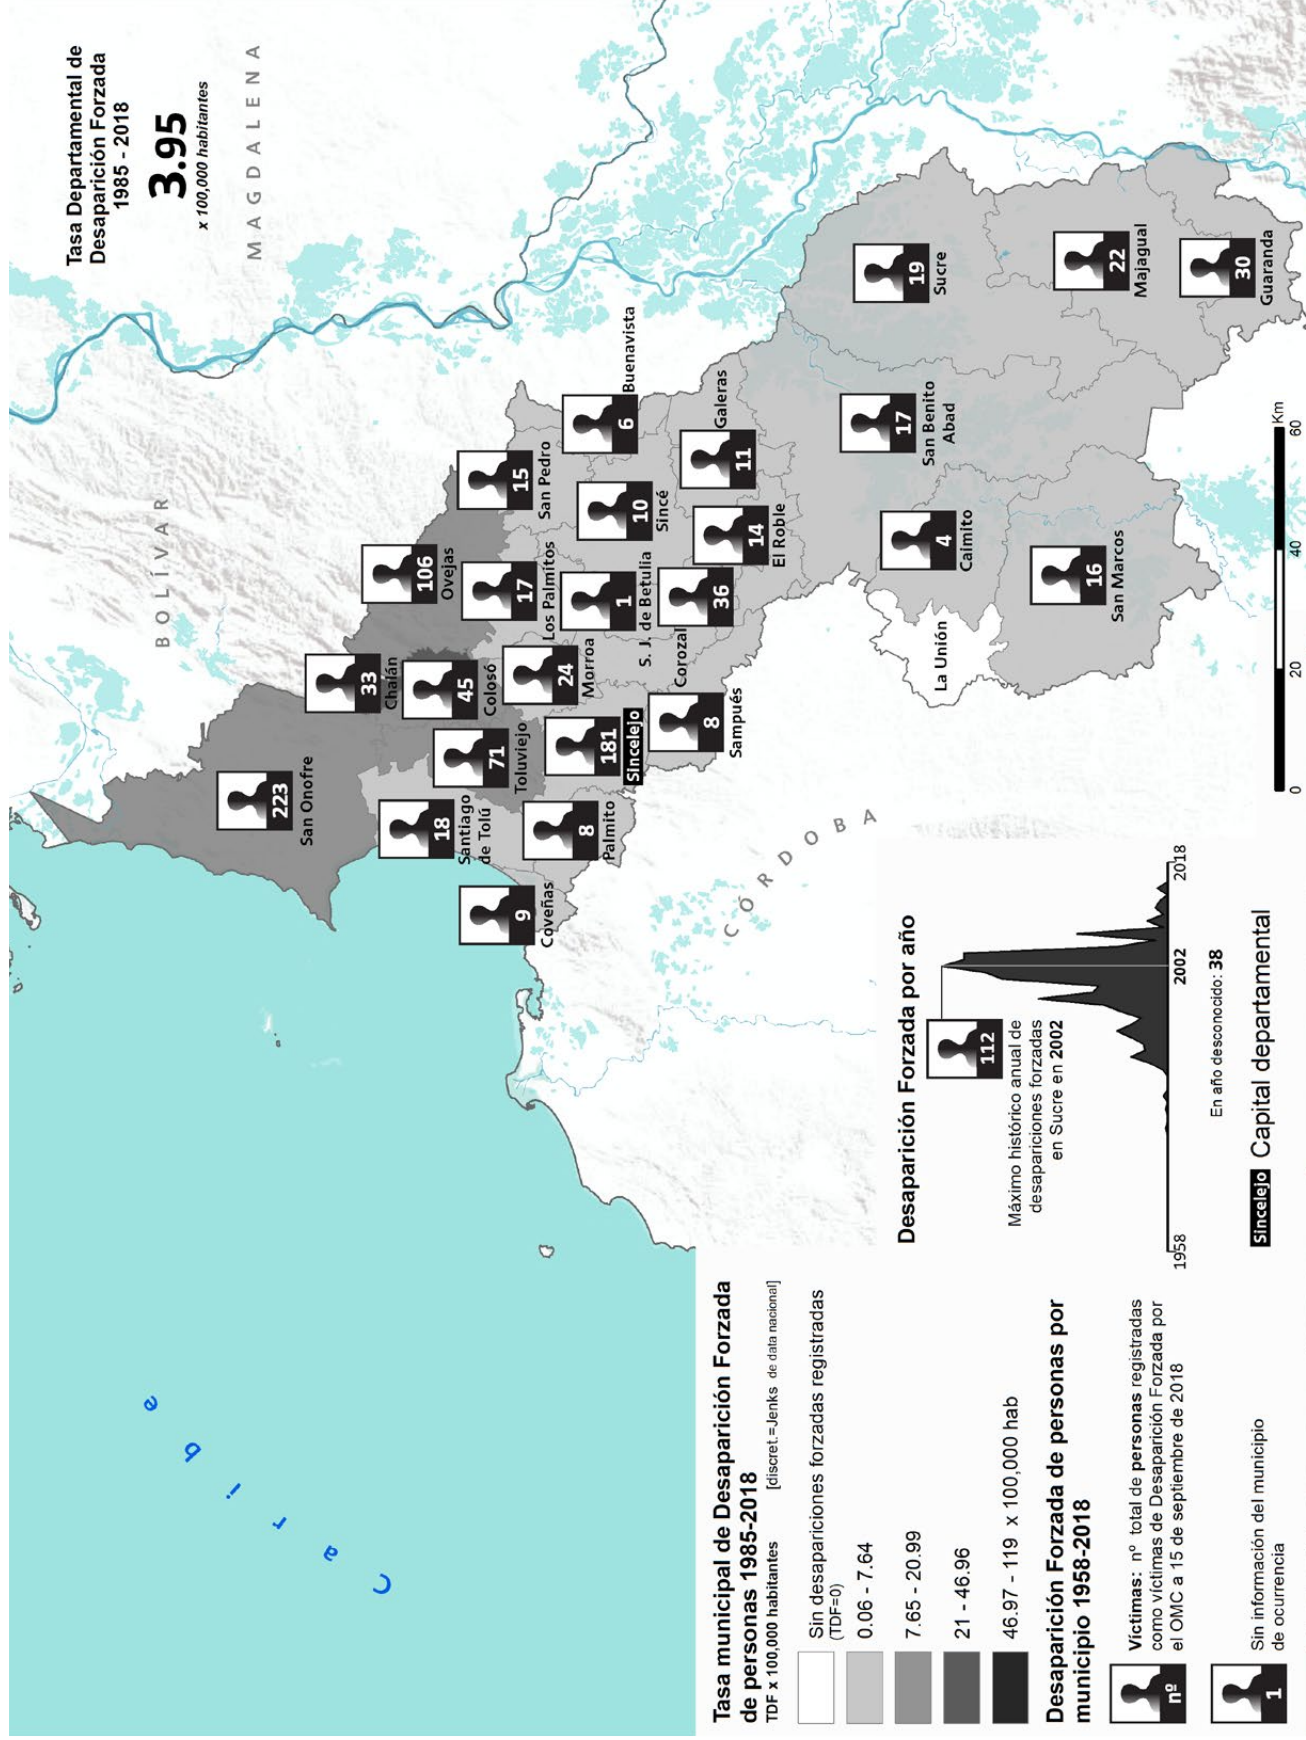 Tasa Departamental de
Desaparición Forzada
1985 - 2018
3.95
x 100,000 habitantes
MAGDALENA
BOLÍVAR
CÓRDOBA
Caribe
223
San Onofre
33
Chalán
106
Ovejas
18
Santiago
de Tolú
45
Colosó
71
Toluviejo
9
Coveñas
15
San Pedro
17
Los Palmitos
24
Morroa
8
Palmito
181
Sincelejo
6
Buenavista
10
Sincé
1
S. J. de Betulia
36
Corozal
8
Sampués
11
Galeras
14
El Roble
19
Sucre
17
San Benito
Abad
4
Caimito
La Unión
16
San Marcos
22
Majagual
30
Guaranda
0 20 40 60 Km
Tasa municipal de Desaparición Forzada
de personas 1985-2018
TDF x 100,000 habitantes [discret.=Jenks de data nacional]
Sin desapariciones forzadas registradas
(TDF=0)
0.06 - 7.64
7.65 - 20.99
21 - 46.96
46.97 - 119 x 100,000 hab
Desaparición Forzada de personas por
municipio 1958-2018
nº
Víctimas: nº total de personas registradas
como víctimas de Desaparición Forzada por
el OMC a 15 de septiembre de 2018
1
Sin información del municipio
de ocurrencia
Desaparición Forzada por año
112
Máximo histórico anual de
desapariciones forzadas
en Sucre en 2002
1958 2002 2018
En año desconocido: 38
Sincelejo Capital departamental